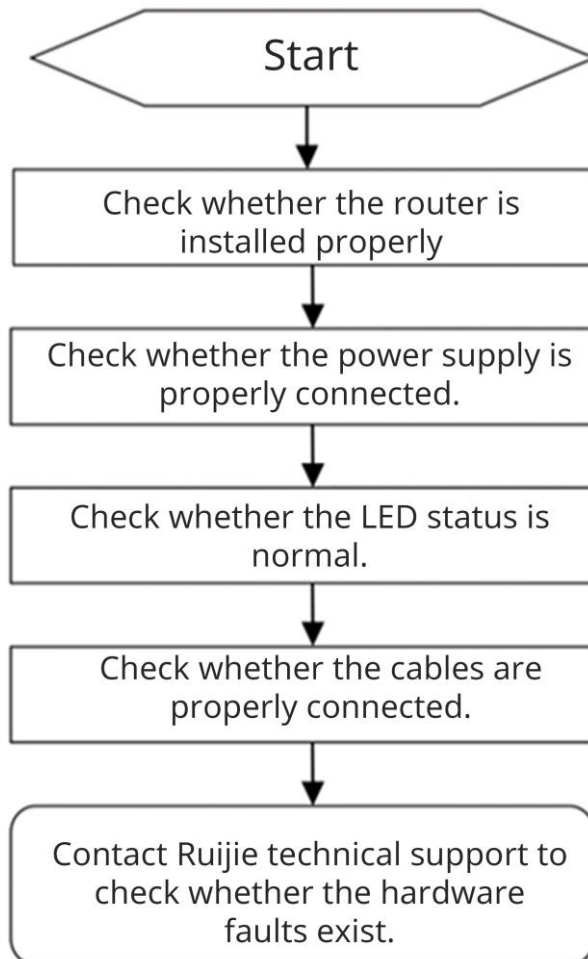 Start
Check whether the router is
installed properly
Check whether the power supply is
properly connected.
Check whether the LED status is
normal.
Check whether the cables are
properly connected.
Contact Ruijie technical support to
check whether the hardware
faults exist.